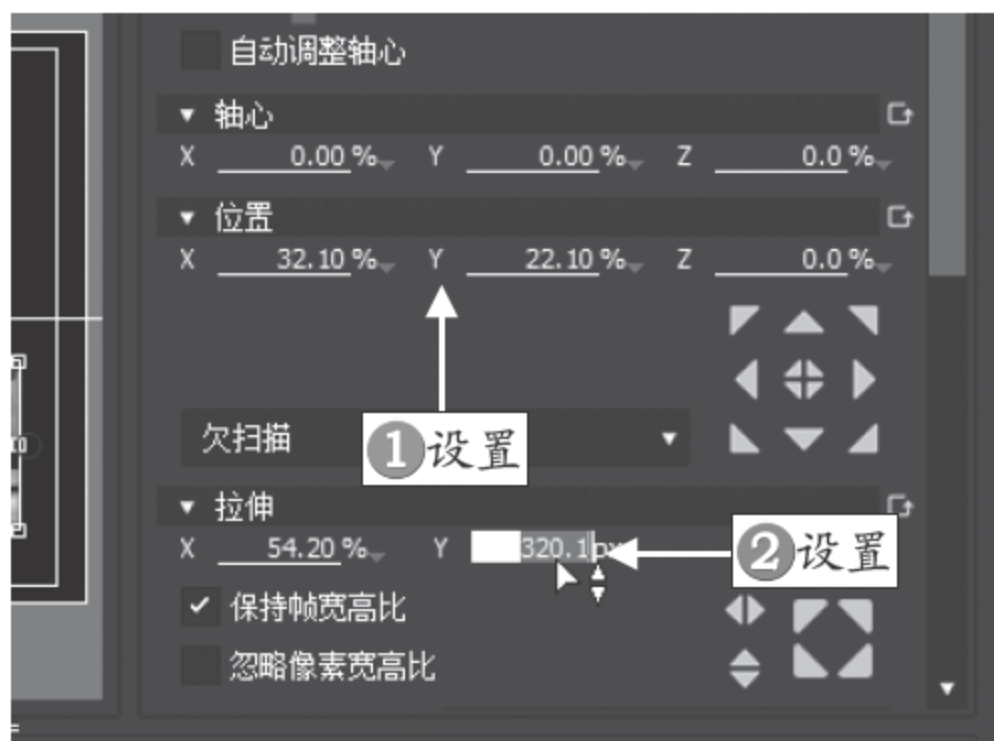 自动调整轴心
轴心
X 0.00 % Y 0.00 % Z 0.0 %
位置
X 32.10 % Y 22.10 % Z 0.0 %
欠扫描
1 设置
拉伸
X 54.20 % Y 320.1 px
2 设置
保持帧宽高比
忽略像素宽高比